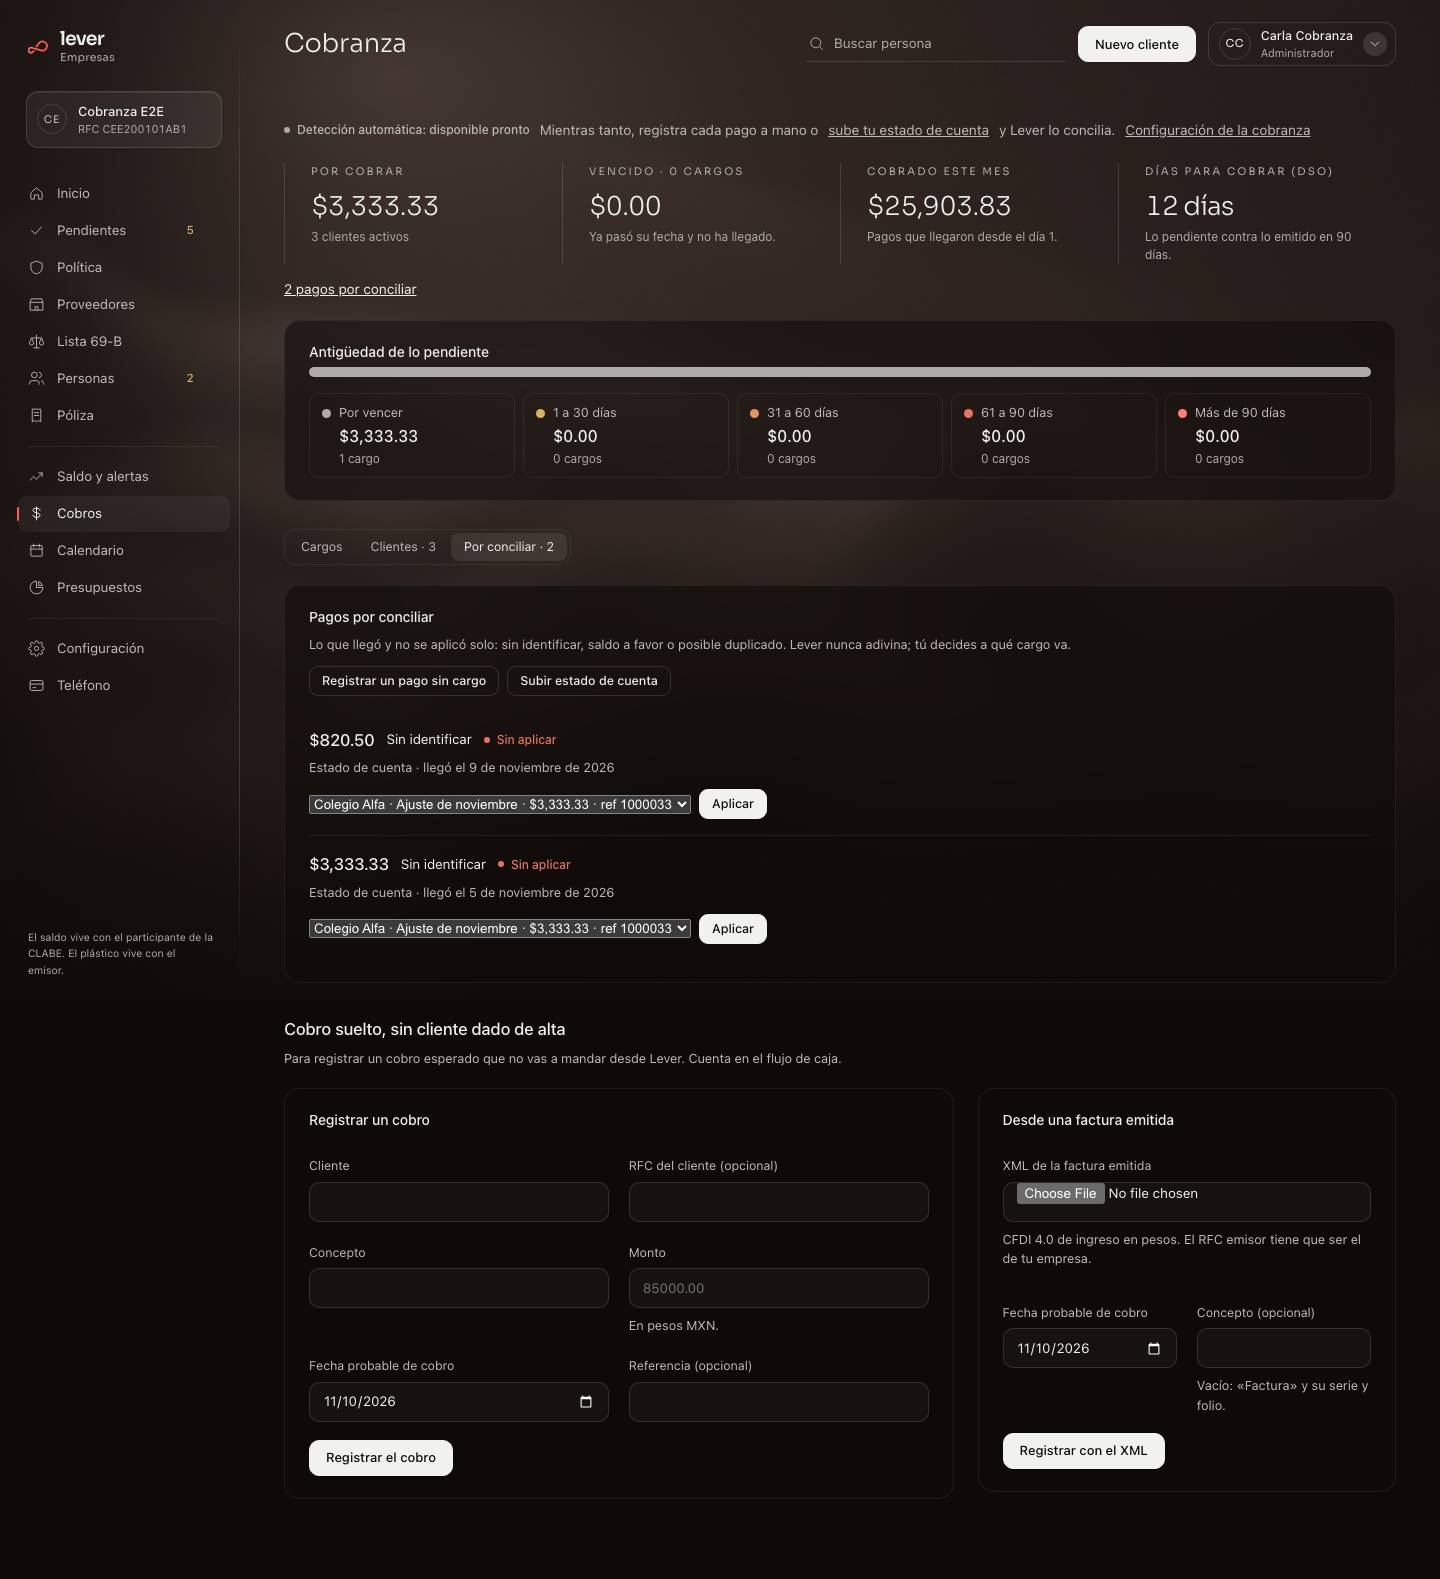 lever
Empresas
Cobranza
Buscar persona
Nuevo cliente
CC
Carla Cobranza
Administrador
CE
Cobranza E2E
RFC CEE200101AB1
Inicio
Pendientes 5
Política
Proveedores
Lista 69-B
Personas 2
Póliza
Saldo y alertas
Cobros
Calendario
Presupuestos
Configuración
Teléfono
El saldo vive con el participante de la
CLABE. El plástico vive con el
emisor.
Detección automática: disponible pronto Mientras tanto, registra cada pago a mano o sube tu estado de cuenta y Lever lo concilia. Configuración de la cobranza
POR COBRAR
$3,333.33
3 clientes activos
VENCIDO · 0 CARGOS
$0.00
Ya pasó su fecha y no ha llegado.
COBRADO ESTE MES
$25,903.83
Pagos que llegaron desde el día 1.
DÍAS PARA COBRAR (DSO)
12 días
Lo pendiente contra lo emitido en 90
días.
2 pagos por conciliar
Antigüedad de lo pendiente
Por vencer
$3,333.33
1 cargo
1 a 30 días
$0.00
0 cargos
31 a 60 días
$0.00
0 cargos
61 a 90 días
$0.00
0 cargos
Más de 90 días
$0.00
0 cargos
Cargos
Clientes · 3
Por conciliar · 2
Pagos por conciliar
Lo que llegó y no se aplicó solo: sin identificar, saldo a favor o posible duplicado. Lever nunca adivina; tú decides a qué cargo va.
Registrar un pago sin cargo
Subir estado de cuenta
$820.50 Sin identificar Sin aplicar
Estado de cuenta · llegó el 9 de noviembre de 2026
Colegio Alfa · Ajuste de noviembre · $3,333.33 · ref 1000033
Aplicar
$3,333.33 Sin identificar Sin aplicar
Estado de cuenta · llegó el 5 de noviembre de 2026
Colegio Alfa · Ajuste de noviembre · $3,333.33 · ref 1000033
Aplicar
Cobro suelto, sin cliente dado de alta
Para registrar un cobro esperado que no vas a mandar desde Lever. Cuenta en el flujo de caja.
Registrar un cobro
Cliente
RFC del cliente (opcional)
Concepto
Monto
85000.00
En pesos MXN.
Fecha probable de cobro
11/10/2026
Referencia (opcional)
Registrar el cobro
Desde una factura emitida
XML de la factura emitida
Choose File No file chosen
CFDI 4.0 de ingreso en pesos. El RFC emisor tiene que ser el
de tu empresa.
Fecha probable de cobro
11/10/2026
Concepto (opcional)
Vacío: «Factura» y su serie y
folio.
Registrar con el XML